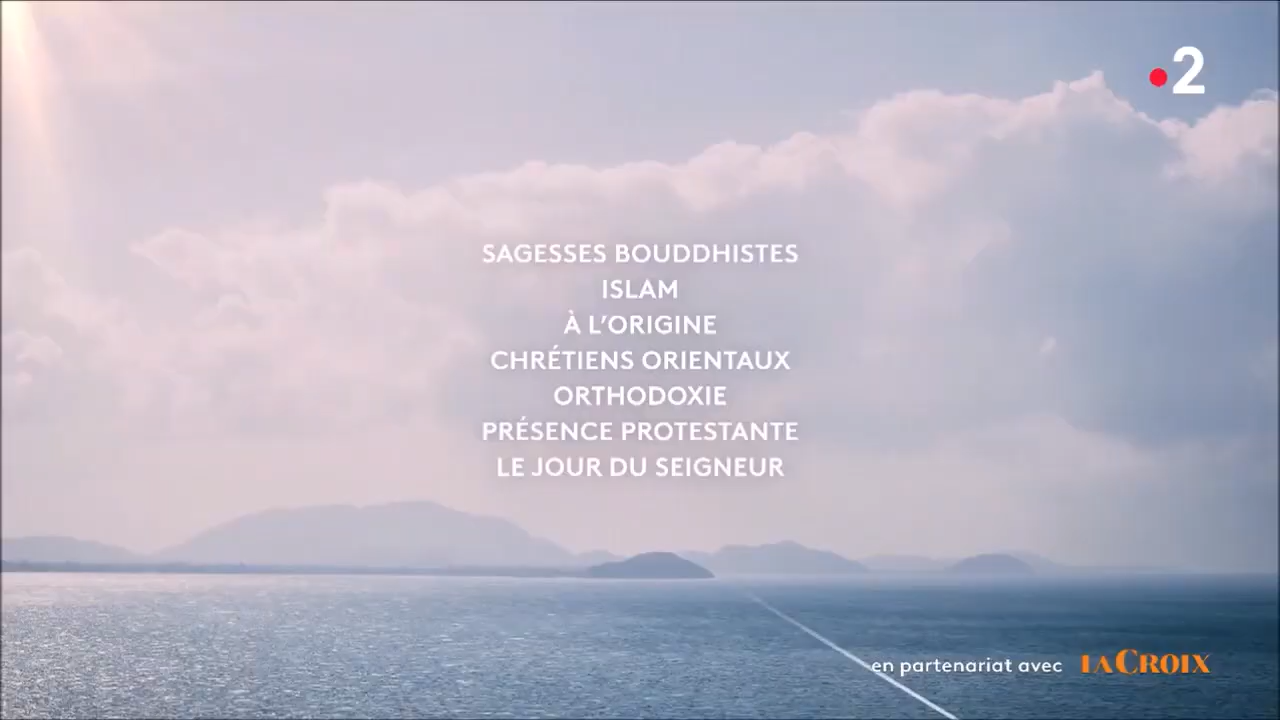 2
SAGESSES BOUDDHISTES
ISLAM
À L’ORIGINE
CHRÉTIENS ORIENTAUX
ORTHODOXIE
PRÉSENCE PROTESTANTE
LE JOUR DU SEIGNEUR
en partenariat avec LA CROIX